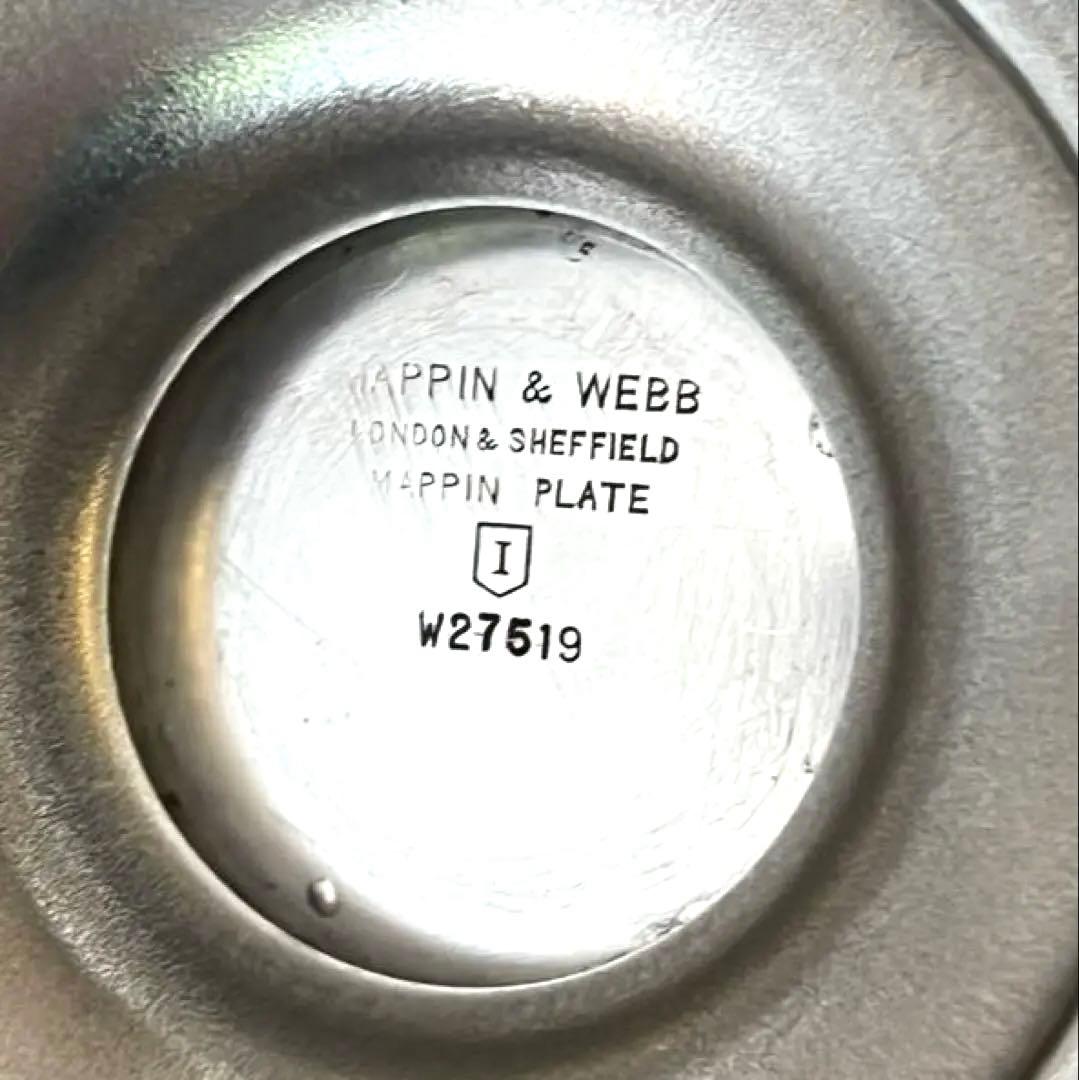 MAPPIN & WEBB
LONDON & SHEFFIELD
MAPPIN PLATE
I
W27519